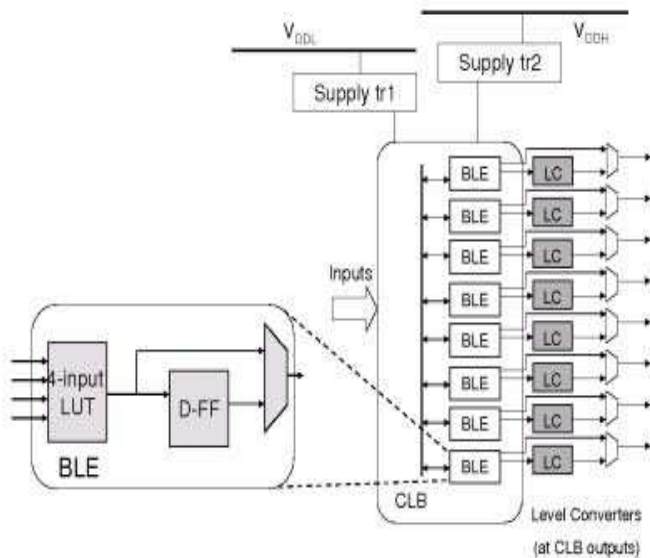 V_DDL
V_DDH
Supply tr1
Supply tr2
BLE
LC
BLE
LC
BLE
LC
BLE
LC
BLE
LC
BLE
LC
BLE
LC
BLE
LC
Inputs
4-input
LUT
D-FF
BLE
CLB
Level Converters
(at CLB outputs)